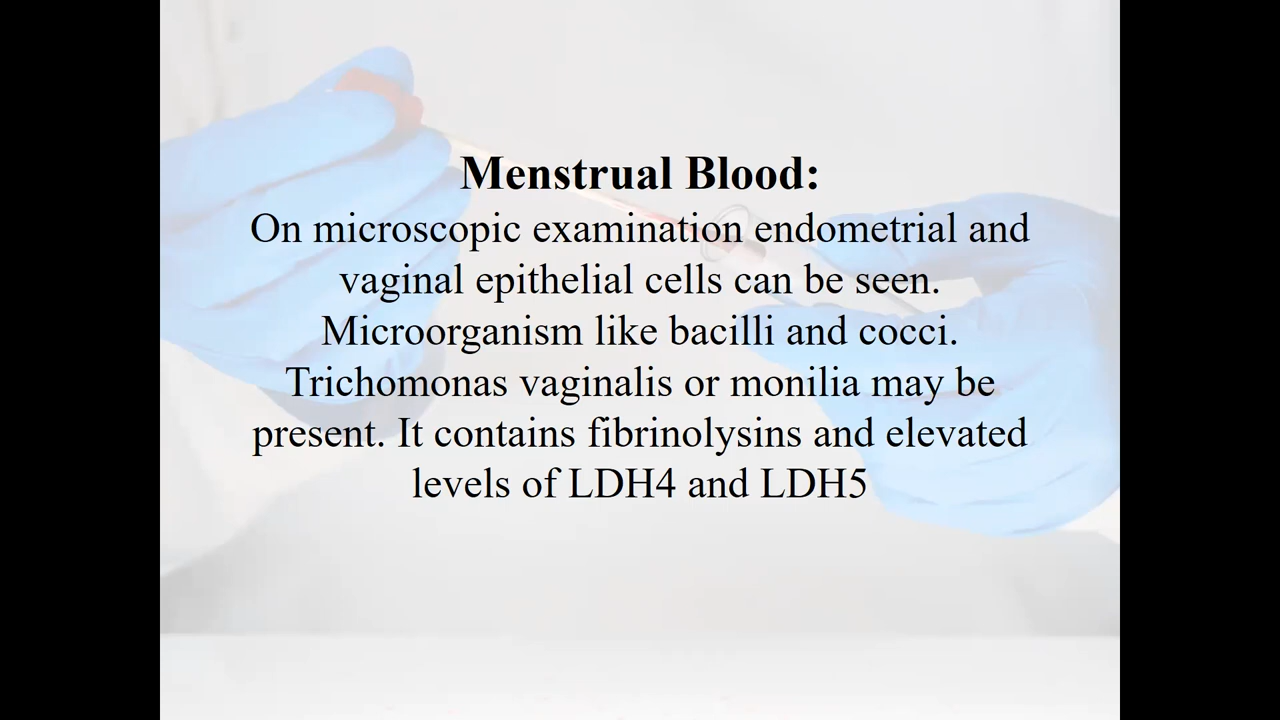 Menstrual Blood:
On microscopic examination endometrial and
vaginal epithelial cells can be seen.
Microorganism like bacilli and cocci.
Trichomonas vaginalis or monilia may be
present. It contains fibrinolysins and elevated
levels of LDH4 and LDH5